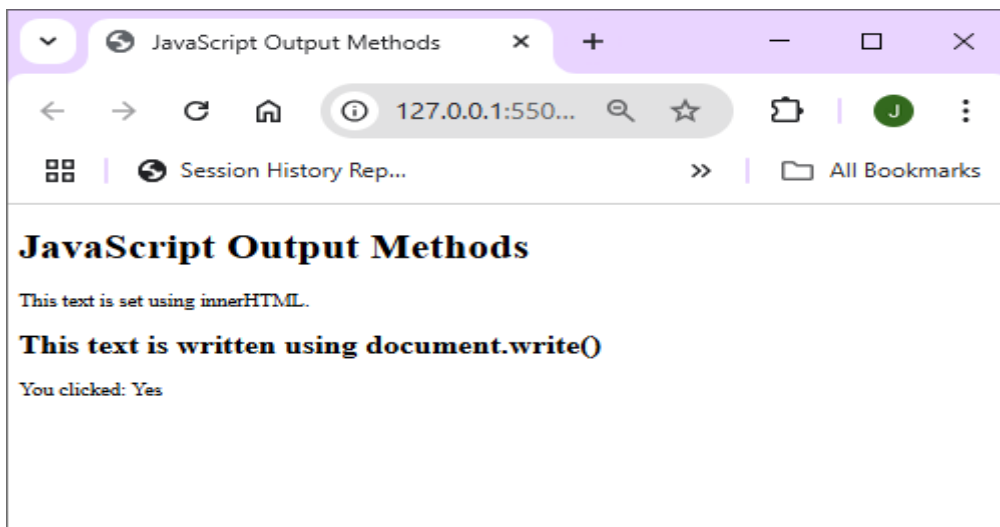 JavaScript Output Methods
127.0.0.1:550...
J
Session History Rep...
All Bookmarks
JavaScript Output Methods
This text is set using innerHTML.
This text is written using document.write()
You clicked: Yes